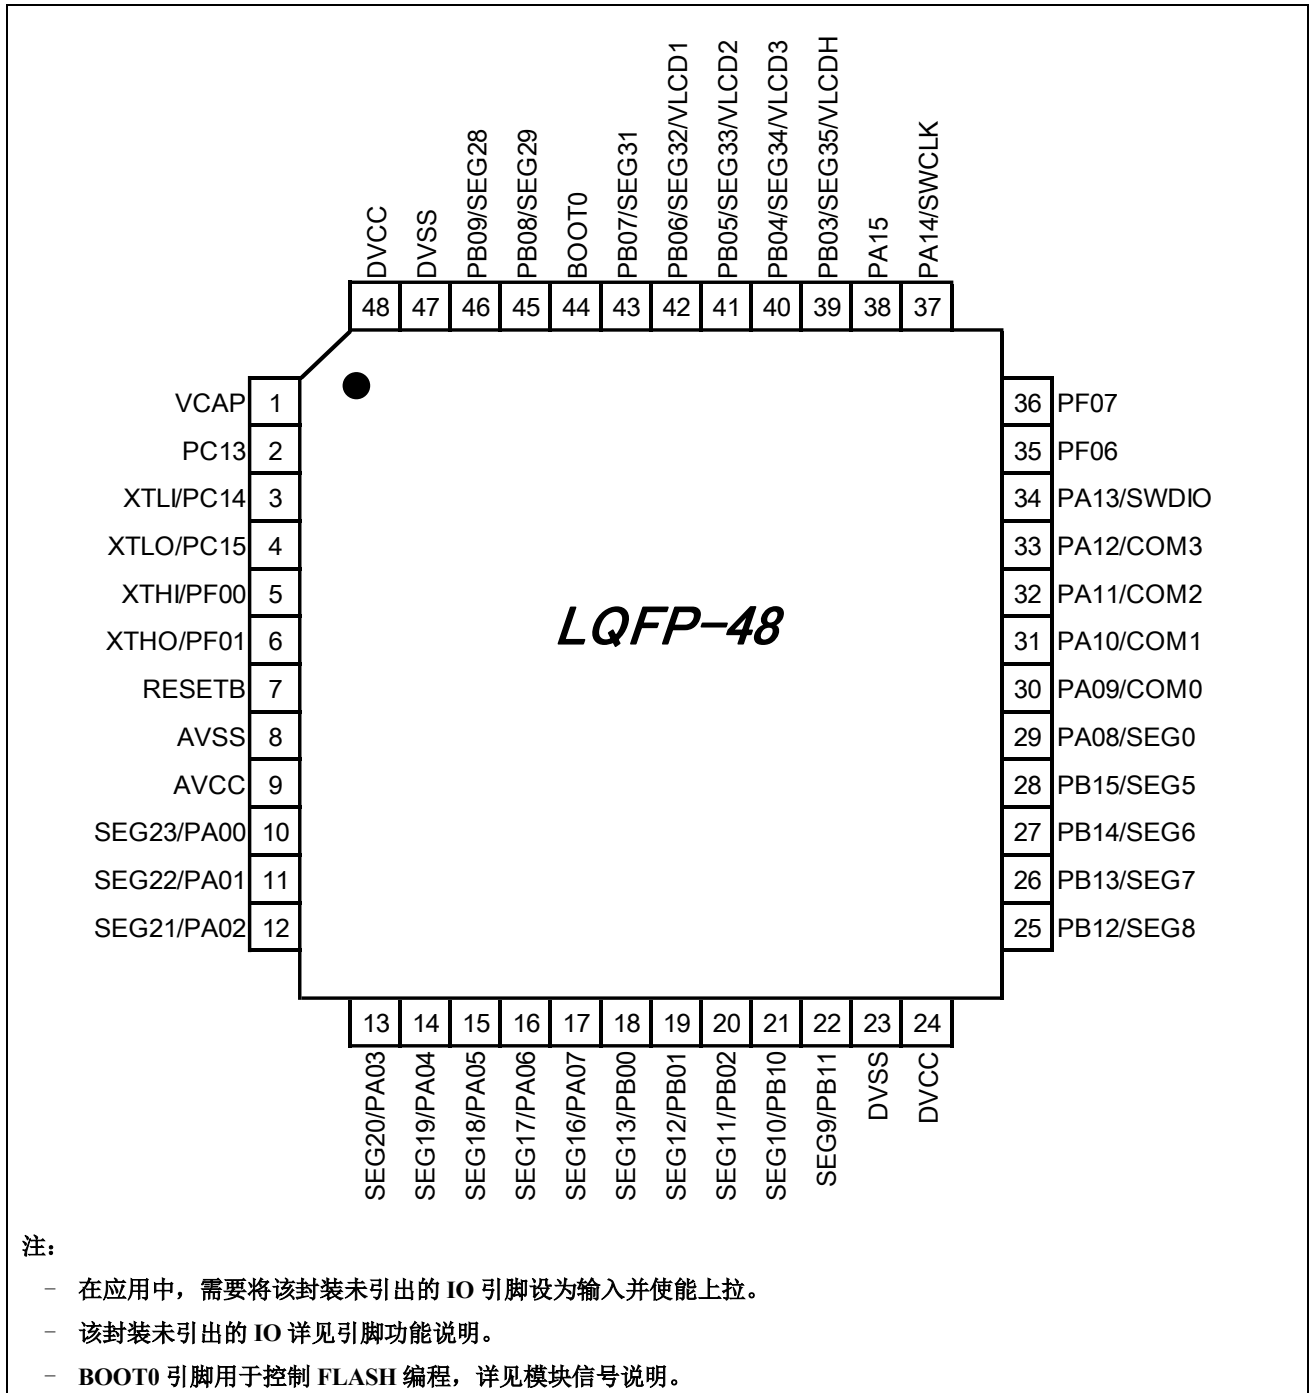 DVCC
DVSS
PB09/SEG28
PB08/SEG29
BOOT0
PB07/SEG31
PB06/SEG32/VLCD1
PB05/SEG33/VLCD2
PB04/SEG34/VLCD3
PB03/SEG35/VLCDH
PA15
PA14/SWCLK
48 47 46 45 44 43 42 41 40 39 38 37
VCAP 1
PC13 2
XTLI/PC14 3
XTLO/PC15 4
XTHI/PF00 5
XTHO/PF01 6
RESETB 7
AVSS 8
AVCC 9
SEG23/PA00 10
SEG22/PA01 11
SEG21/PA02 12
LQFP-48
36 PF07
35 PF06
34 PA13/SWDIO
33 PA12/COM3
32 PA11/COM2
31 PA10/COM1
30 PA09/COM0
29 PA08/SEG0
28 PB15/SEG5
27 PB14/SEG6
26 PB13/SEG7
25 PB12/SEG8
13 14 15 16 17 18 19 20 21 22 23 24
SEG20/PA03
SEG19/PA04
SEG18/PA05
SEG17/PA06
SEG16/PA07
SEG13/PB00
SEG12/PB01
SEG11/PB02
SEG10/PB10
SEG9/PB11
DVSS
DVCC
注：
－ 在应用中，需要将该封装未引出的 IO 引脚设为输入并使能上拉。
－ 该封装未引出的 IO 详见引脚功能说明。
－ BOOT0 引脚用于控制 FLASH 编程，详见模块信号说明。